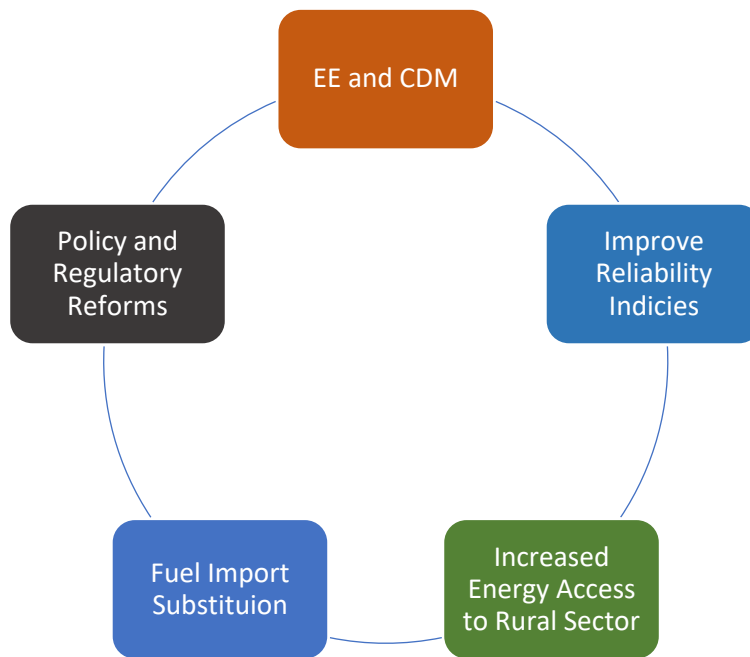 EE and CDM
Improve
Reliability
Indicies
Increased
Energy Access
to Rural Sector
Fuel Import
Substituion
Policy and
Regulatory
Reforms